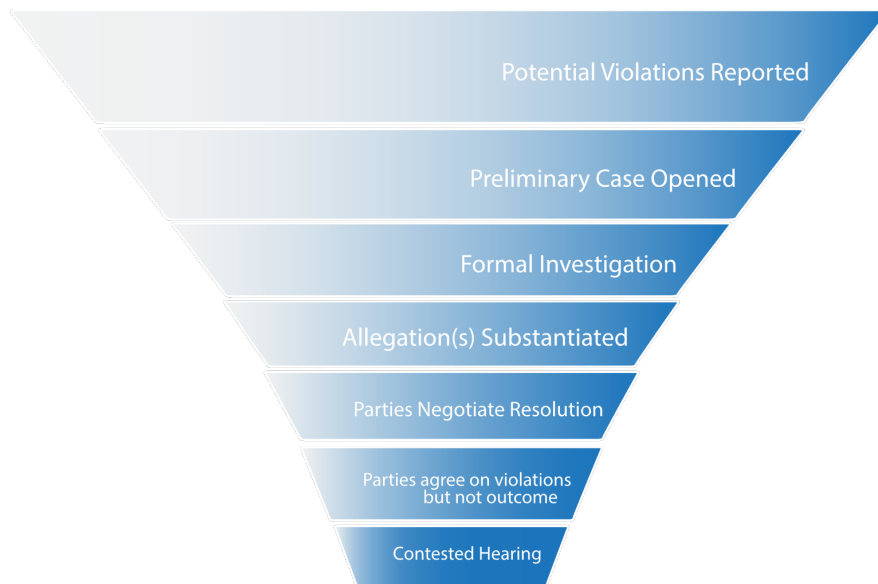 Potential Violations Reported
Preliminary Case Opened
Formal Investigation
Allegation(s) Substantiated
Parties Negotiate Resolution
Parties agree on violations
but not outcome
Contested Hearing